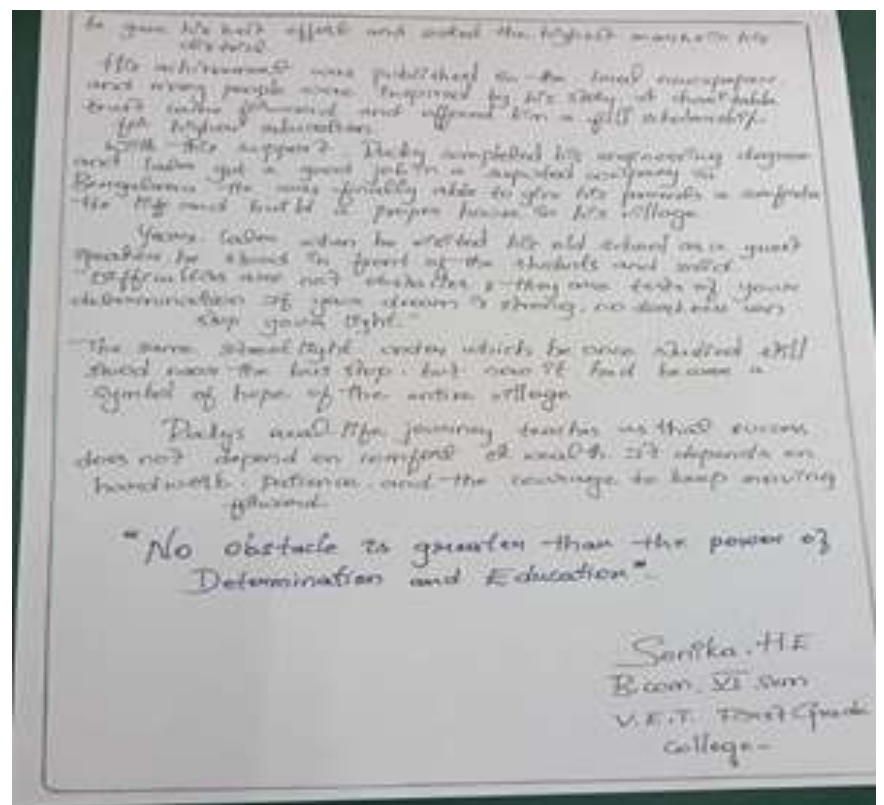 he gave his best effort and scored the highest marks in his
district.
His achievement was published in the local newspaper
and many people were inspired by his story. A charitable
trust came forward and offered him a full scholarship
for higher education.
With this support, completed his engineering degree
and later got a good job in a reputed company in
Bengaluru. He was finally able to give his parents a
the life and build a proper house in his village
Years later when he visited his old school as a guest
speaker he stood in front of the students and said
"Difficulties are not obstacles, they are tests of your
determination If your dream is strong, no darkness can
stop your light."
The same streetlight under which he once studied still
stood near the bus stop. but now it had become a
symbol of hope of the entire village
real life journey teaches us that success
does not depend on comfort wealth It depends on
hardwork, patience and the courage to keep moving
forward.
"No obstacle is greater than the power of
Determination and Education".
Sonika. H.E
B.com. VI sem
V.E.T. First Grade
College-